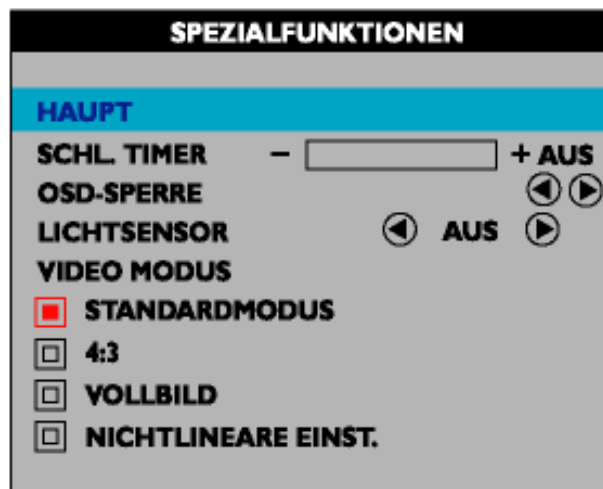 SPEZIALFUNKTIONEN
HAUPT
SCHL. TIMER - + AUS
OSD-SPERRE
LICHTSENSOR AUS
VIDEO MODUS
STANDARDMODUS
4:3
VOLLBILD
NICHTLINEARE EINST.